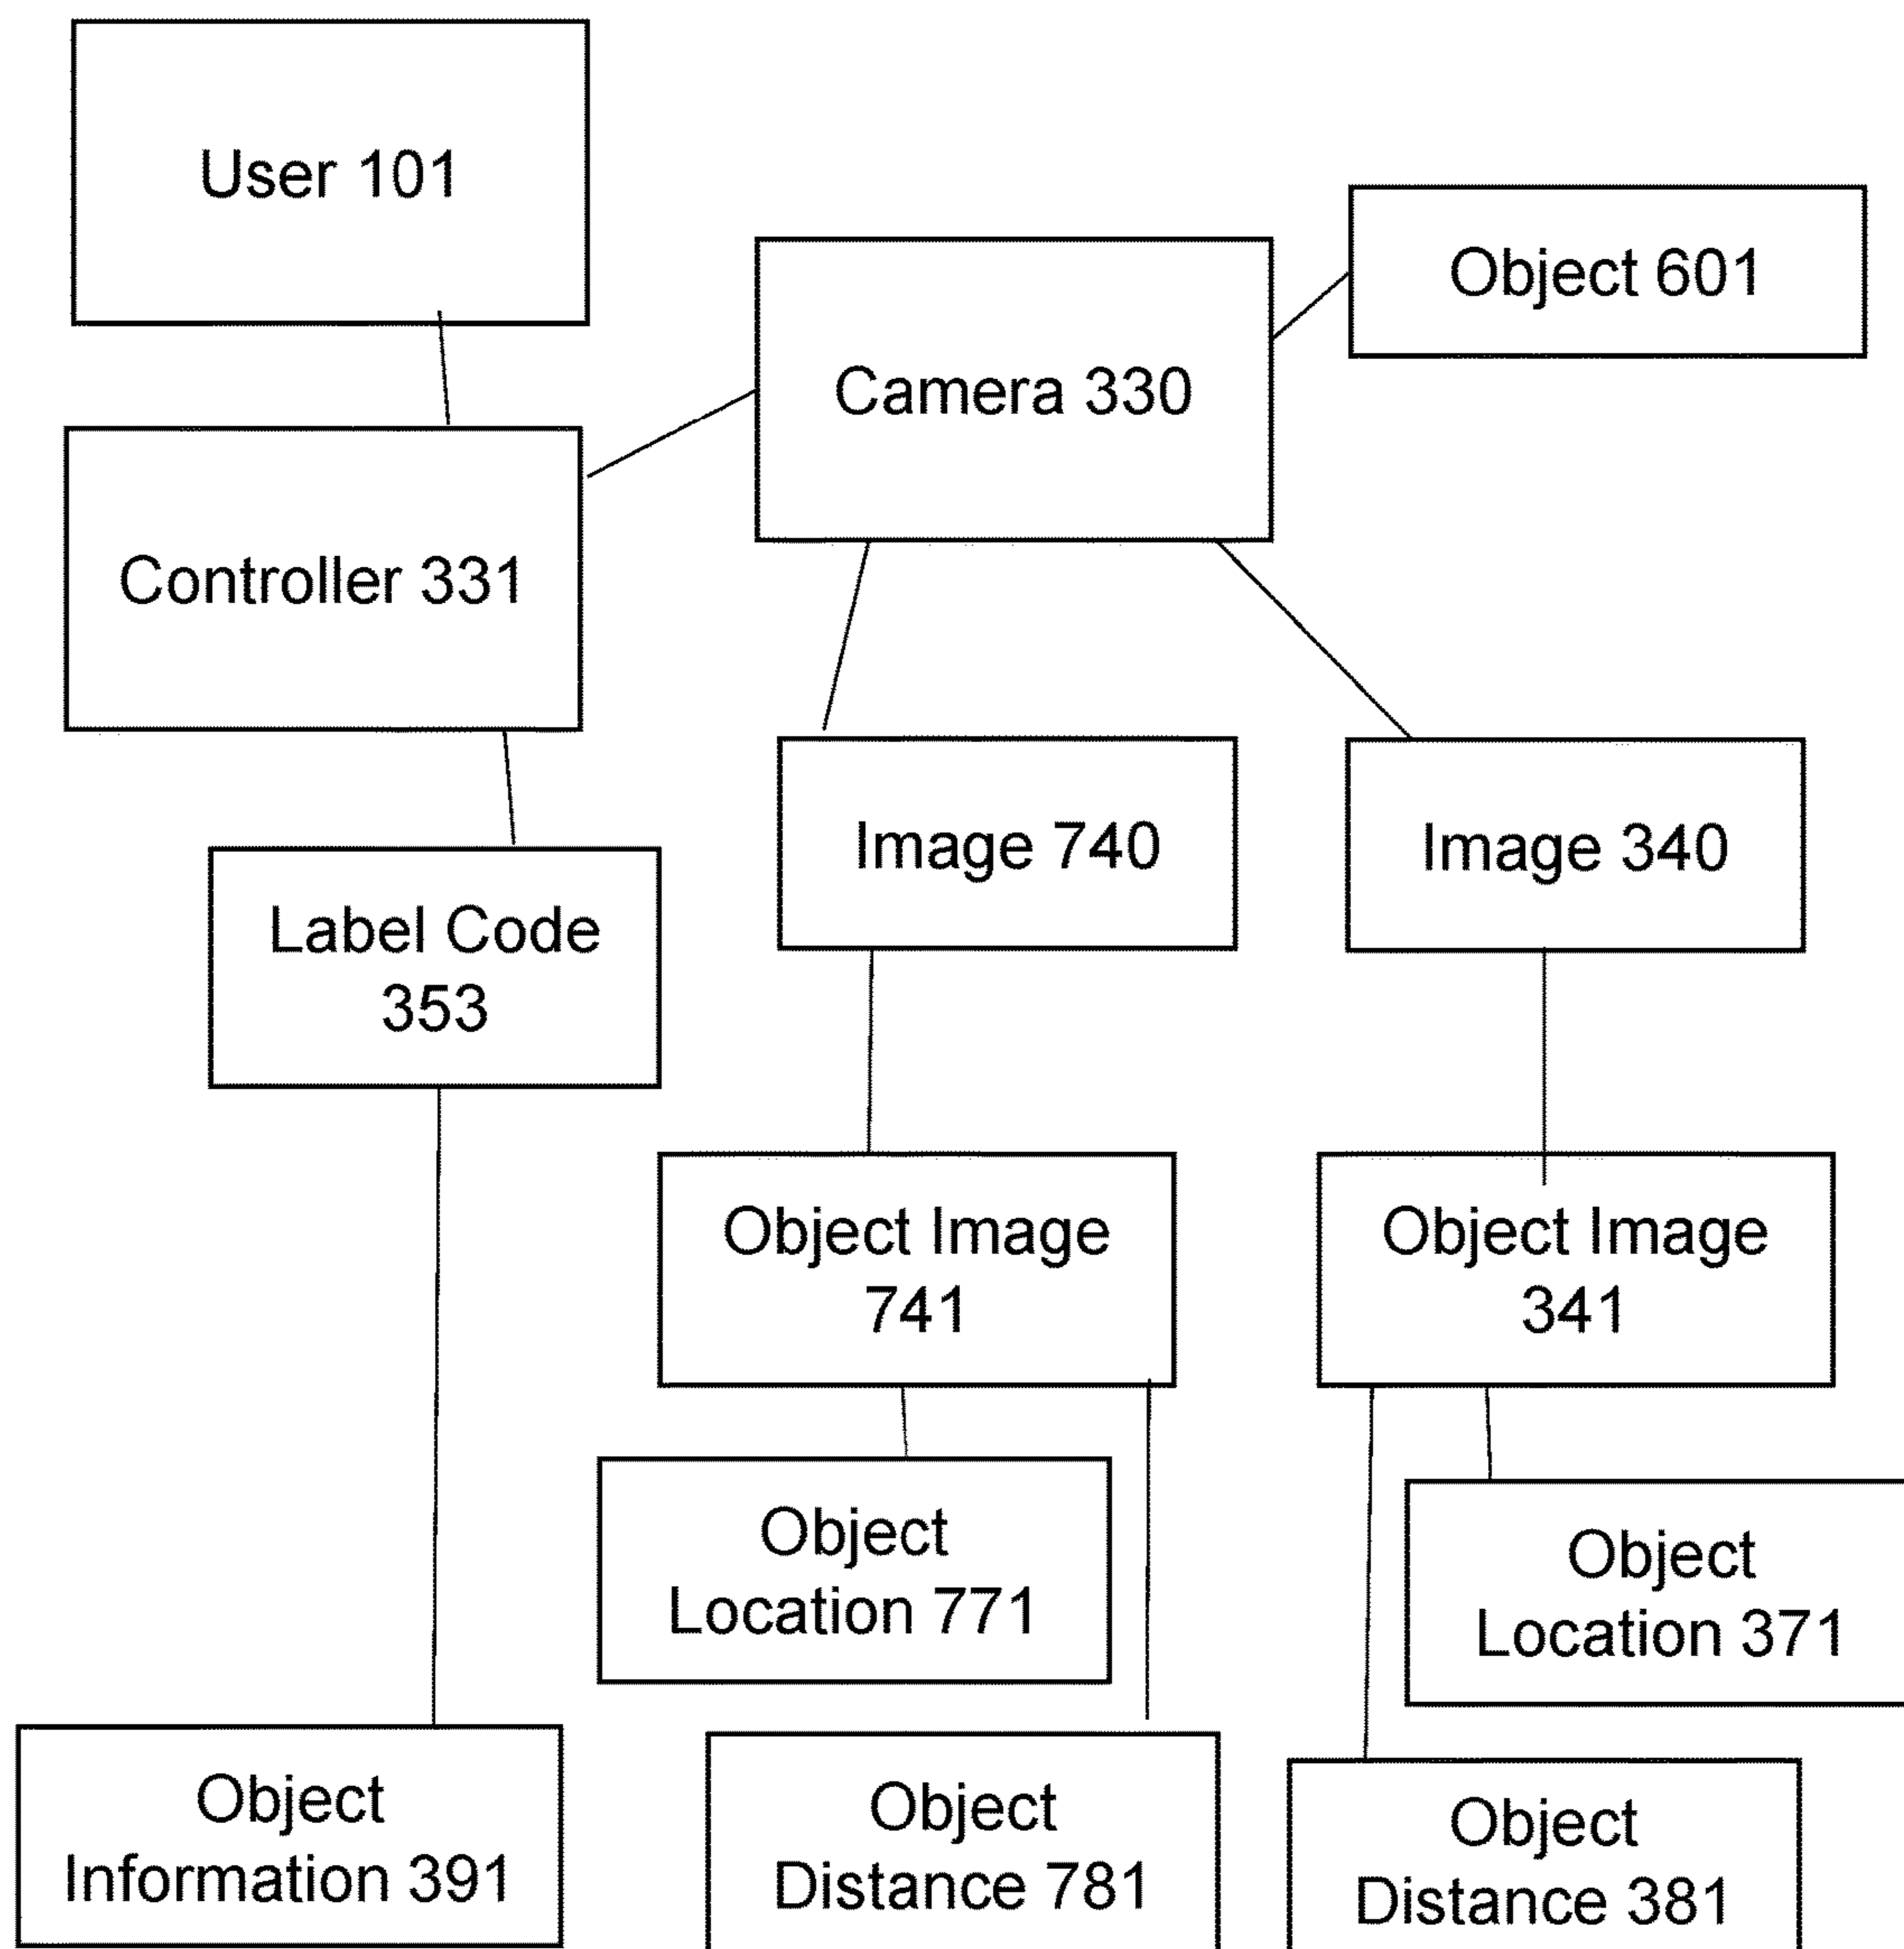 User 101
Object 601
Camera 330
Controller 331
Image 740
Image 340
Label Code
353
Object Image
741
Object Image
341
Object
Location 771
Object
Location 371
Object
Information 391
Object
Distance 781
Object
Distance 381